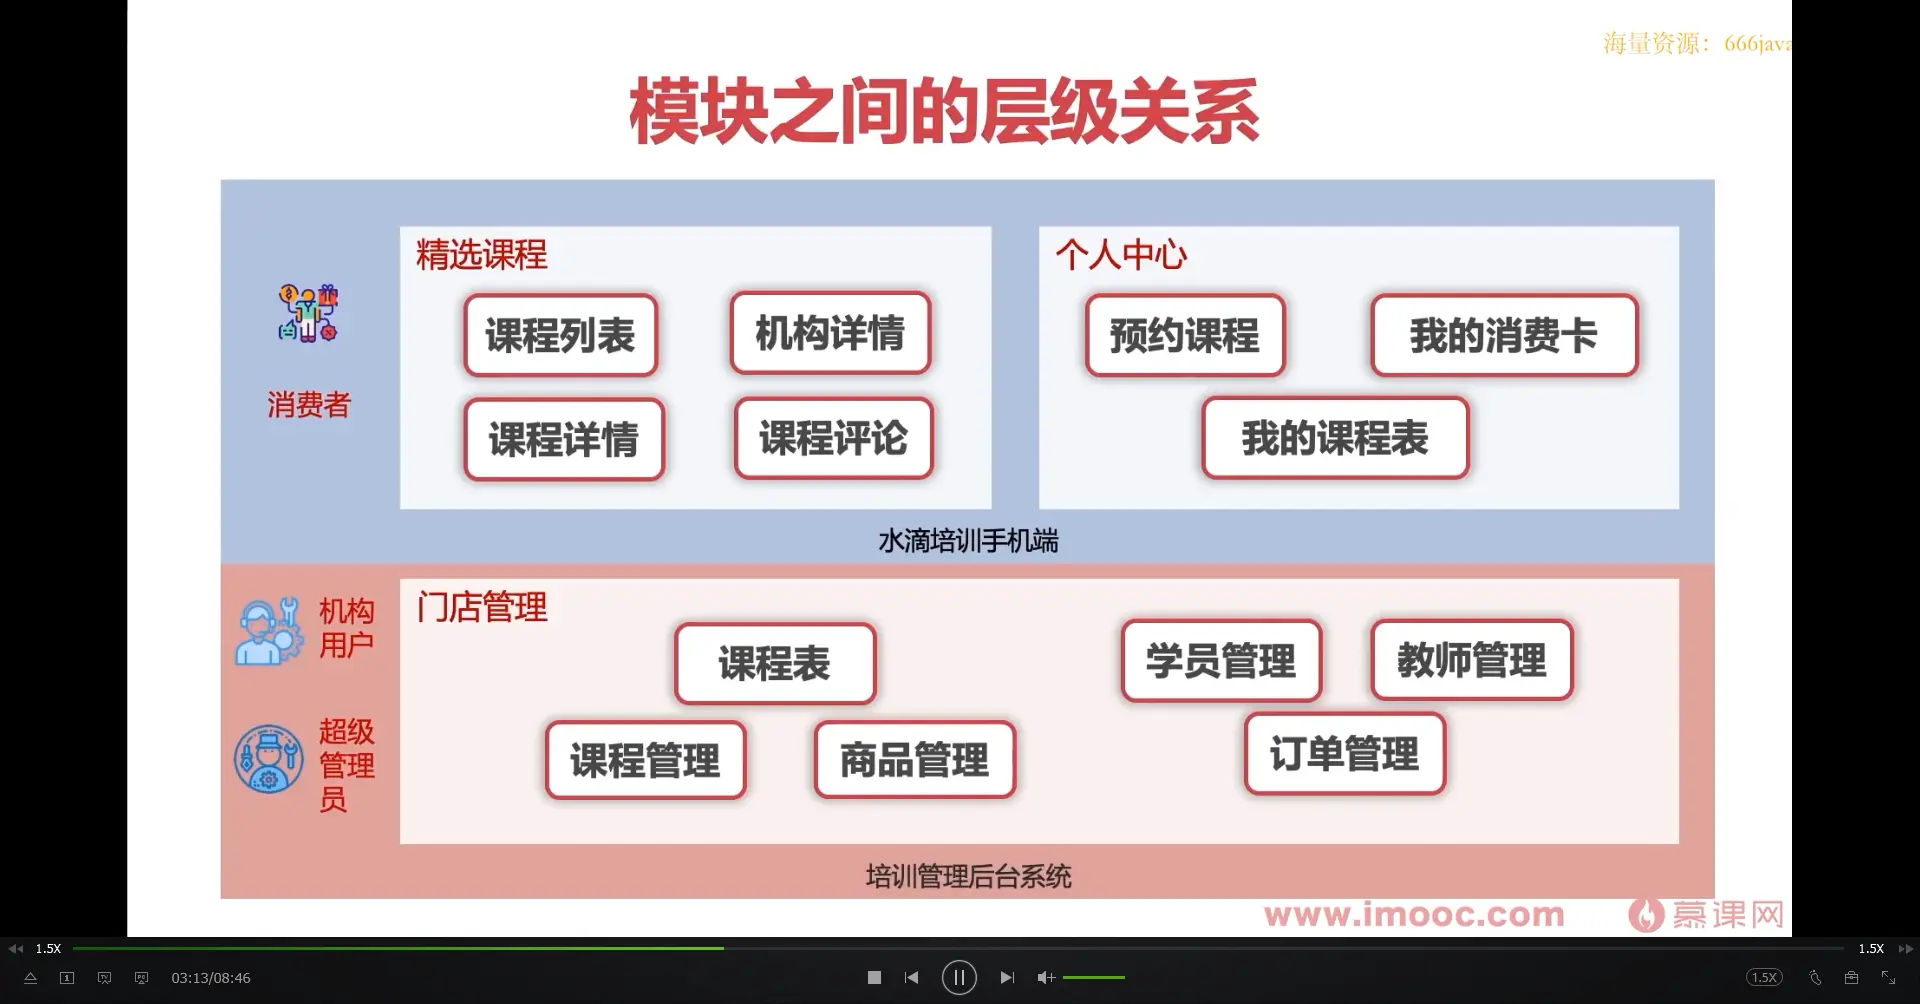 海量资源：666java
模块之间的层级关系
精选课程
课程列表
机构详情
课程详情
课程评论
个人中心
预约课程
我的消费卡
我的课程表
消费者
水滴培训手机端
机构
用户
超级
管理
员
门店管理
课程表
课程管理
商品管理
学员管理
教师管理
订单管理
培训管理后台系统
www.imooc.com
慕课网
1.5X
1.5X
03:13/08:46
1.5X